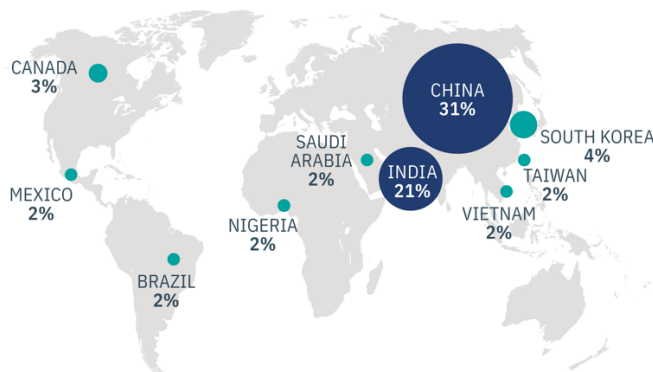 CANADA
3%
MEXICO
2%
BRAZIL
2%
NIGERIA
2%
SAUDI
ARABIA
2%
INDIA
21%
CHINA
31%
SOUTH KOREA
4%
TAIWAN
2%
VIETNAM
2%